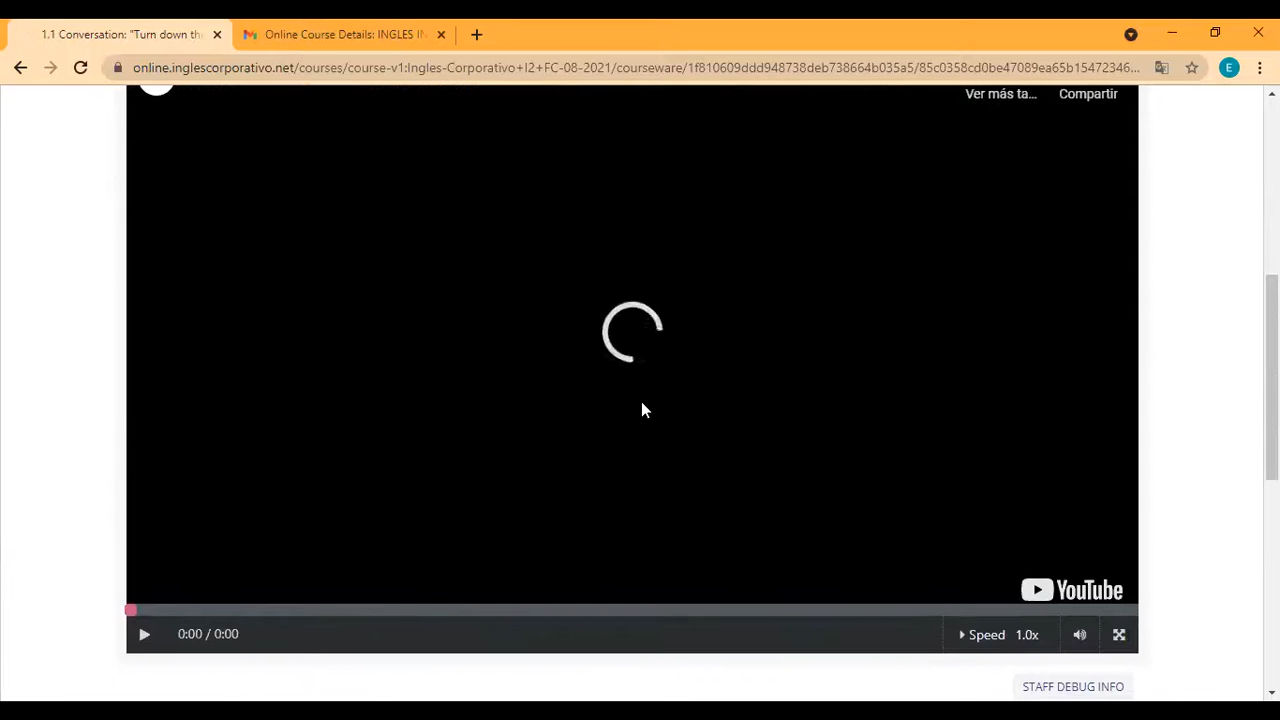 1.1 Conversation: "Turn down th
Online Course Details: INGLES IN
online.inglescorporativo.net/courses/course-v1:Ingles-Corporativo+I2+FC-08-2021/courseware/1f810609ddd948738deb738664b035a5/85c0358cd0be47089ea65b15472346...
E
Ver más ta...
Compartir
YouTube
0:00 / 0:00
Speed 1.0x
STAFF DEBUG INFO